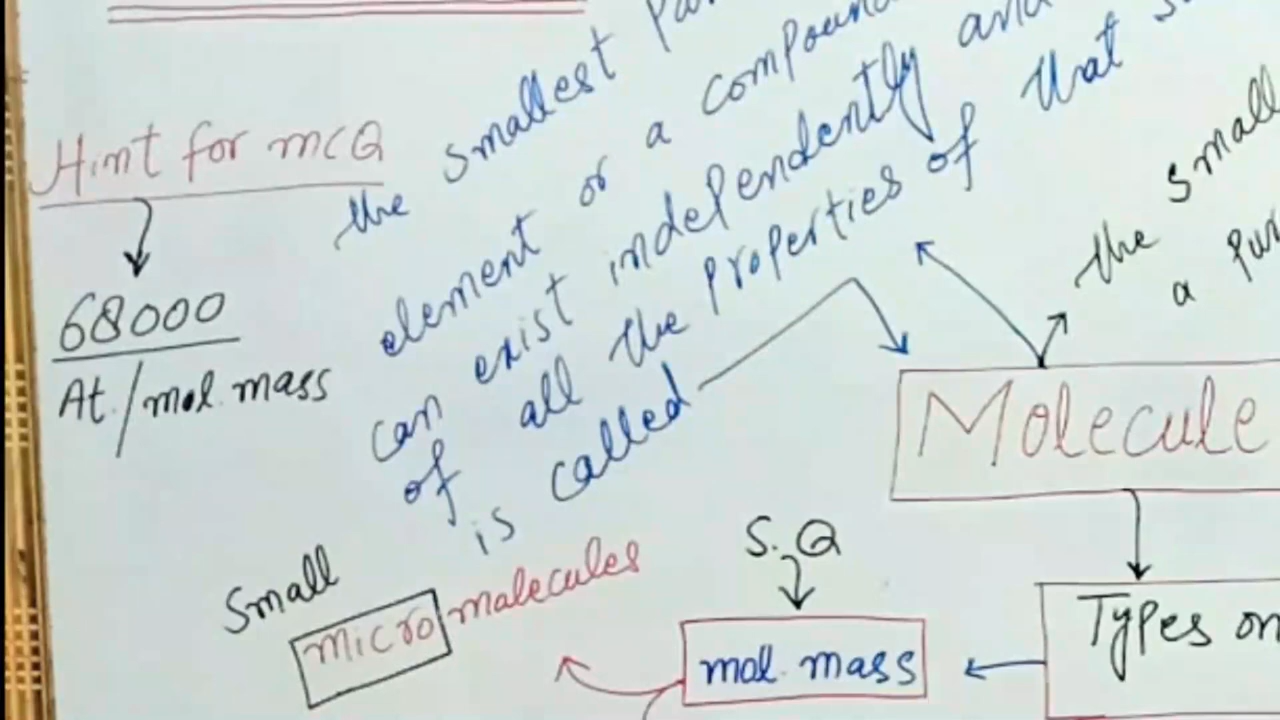 Hint for MCQ
68000
At./mol. mass
the smallest
element or a compound
can exist independently and
of all the Properties of that
is called
the small
a
Molecule
S.Q
Small
micro malecules
mol. mass
Types on